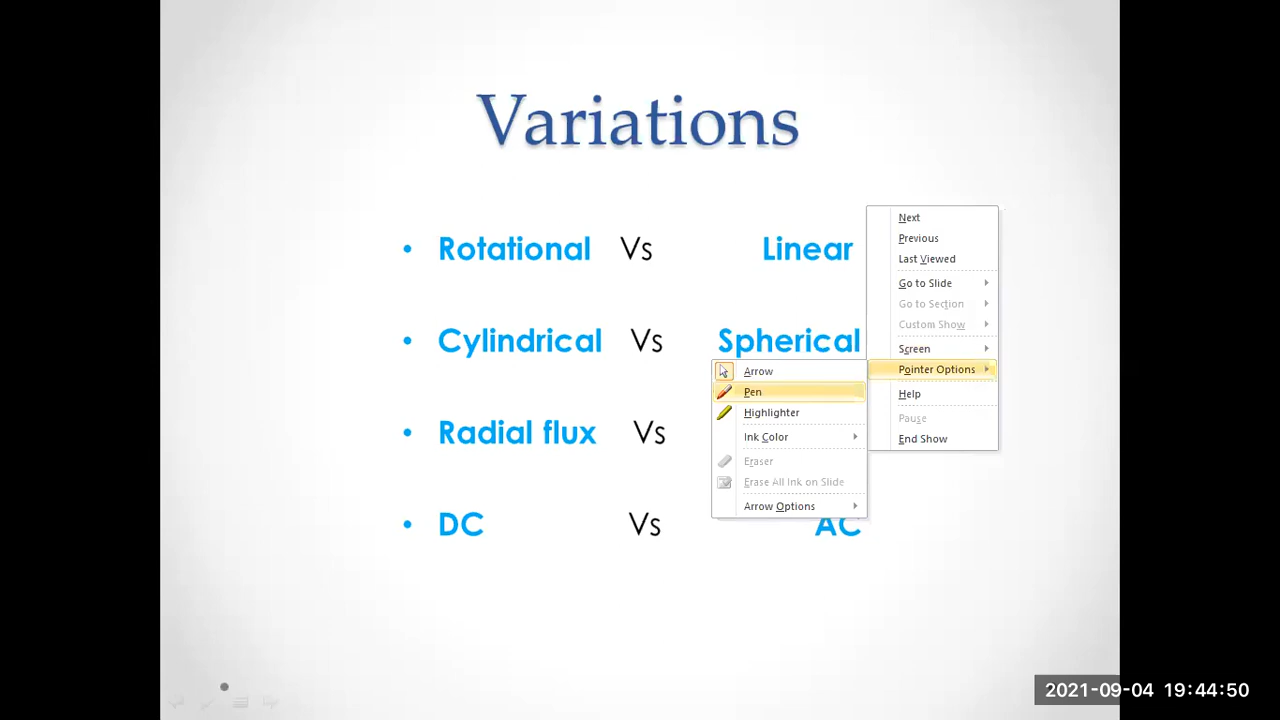 Variations
• Rotational Vs Linear
• Cylindrical Vs Spherical
• Radial flux Vs
• DC Vs AC
Next
Previous
Last Viewed
Go to Slide
Go to Section
Custom Show
Screen
Pointer Options
Help
Pause
End Show
Arrow
Pen
Highlighter
Ink Color
Eraser
Erase All Ink on Slide
Arrow Options
2021-09-04 19:44:50